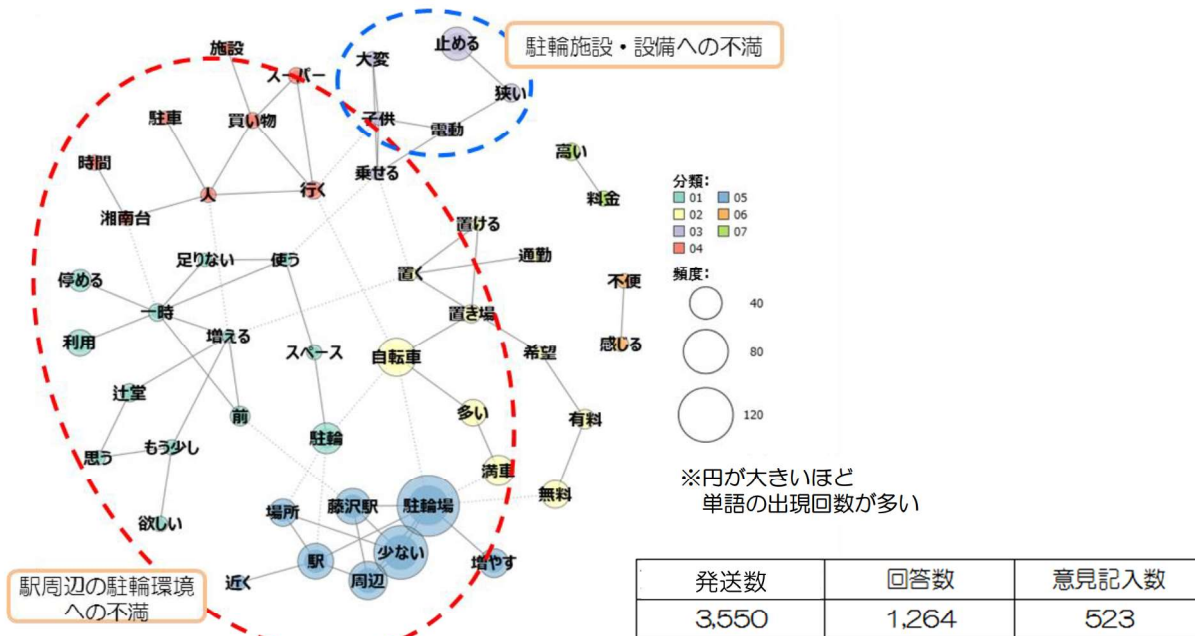 施設
スーパー
大変
止める
駐輪施設・設備への不満
狭い
駐車
買い物
子供
電動
時間
人
行く
乗せる
高い
料金
湘南台
分類:
01
05
02
06
03
07
04
足りない
使う
置ける
置く
通勤
頻度:
40
80
120
停める
一時
増える
置き場
不便
利用
スペース
自転車
希望
感じる
辻堂
前
多い
有料
思う
もう少し
駐輪
満車
無料
欲しい
場所
藤沢駅
駐輪場
※円が大きいほど
単語の出現回数が多い
駅
少ない
増やす
近く
周辺
駅周辺の駐輪環境
への不満
発送数 回答数 意見記入数
3,550 1,264 523